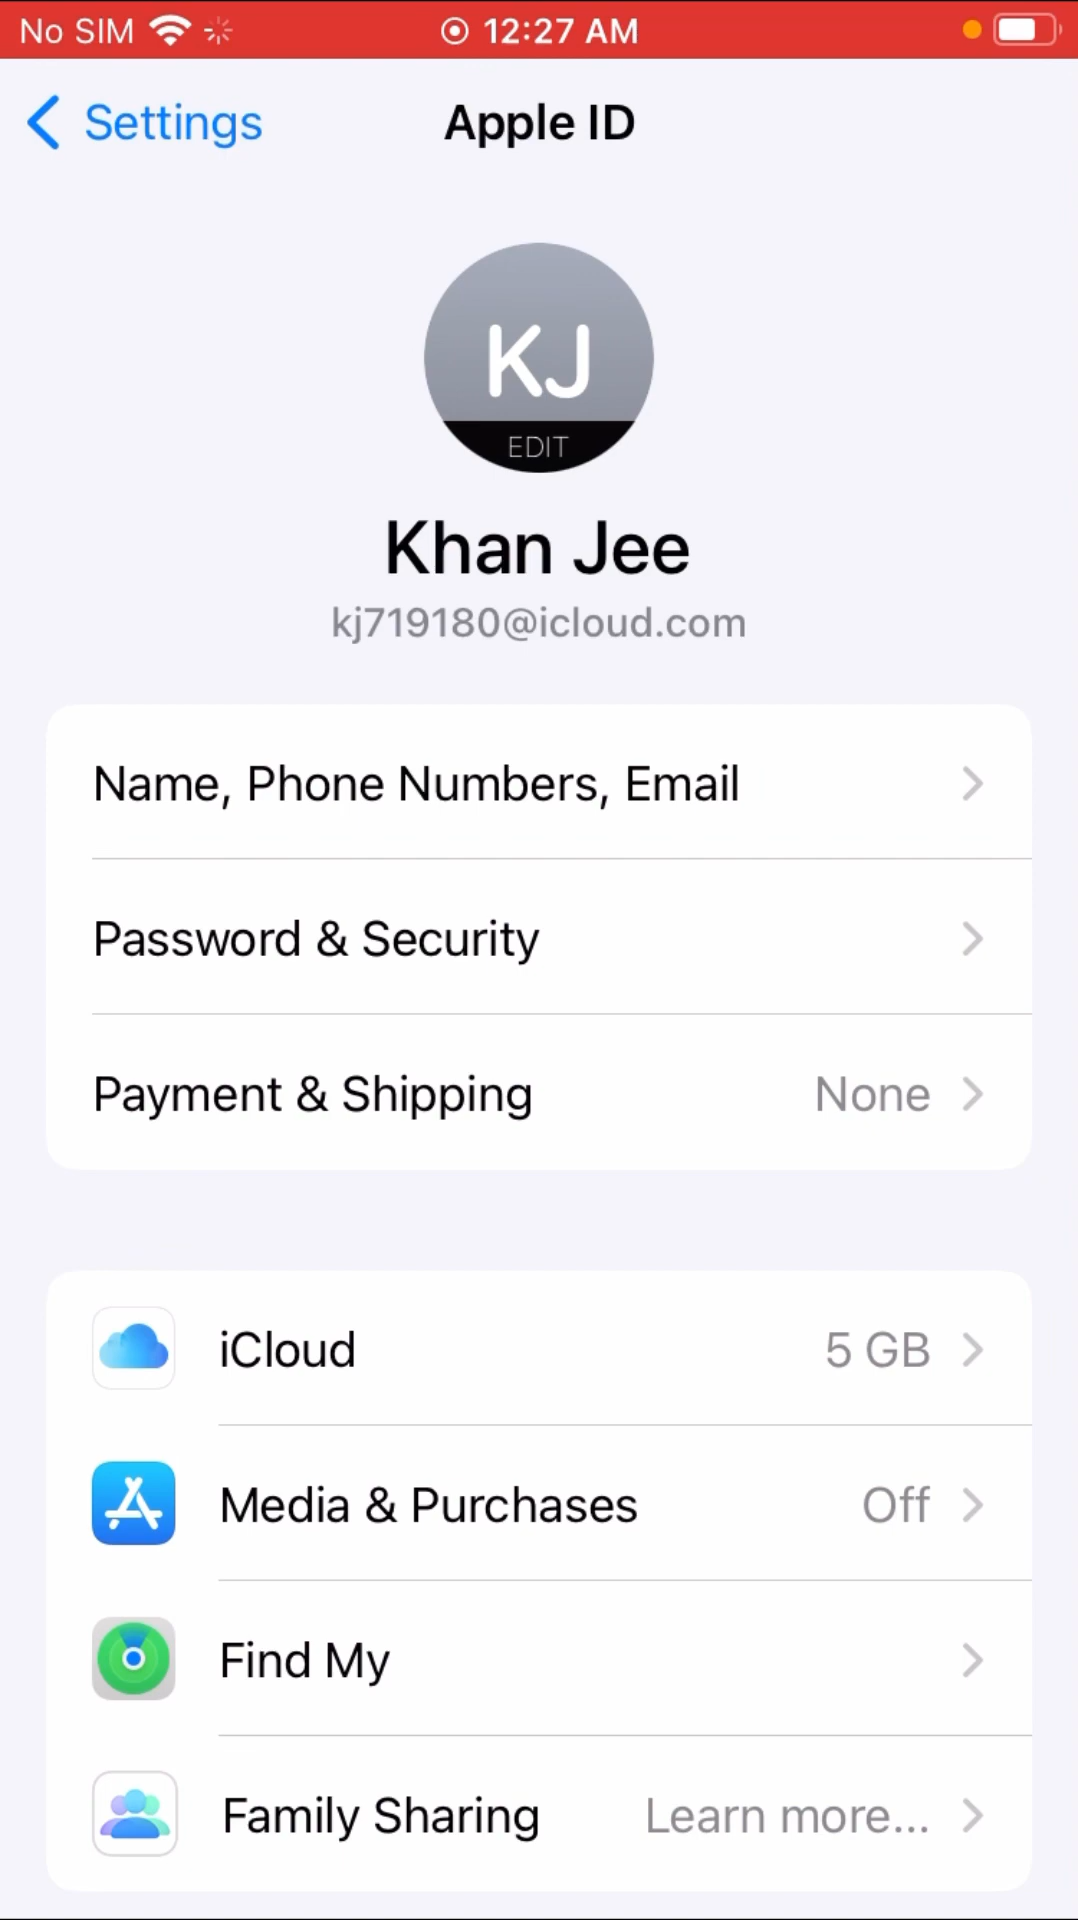 No SIM 12:27 AM
Settings Apple ID
KJ
EDIT
Khan Jee
kj719180@icloud.com
Name, Phone Numbers, Email
Password & Security
Payment & Shipping None
iCloud 5 GB
Media & Purchases Off
Find My
Family Sharing Learn more...